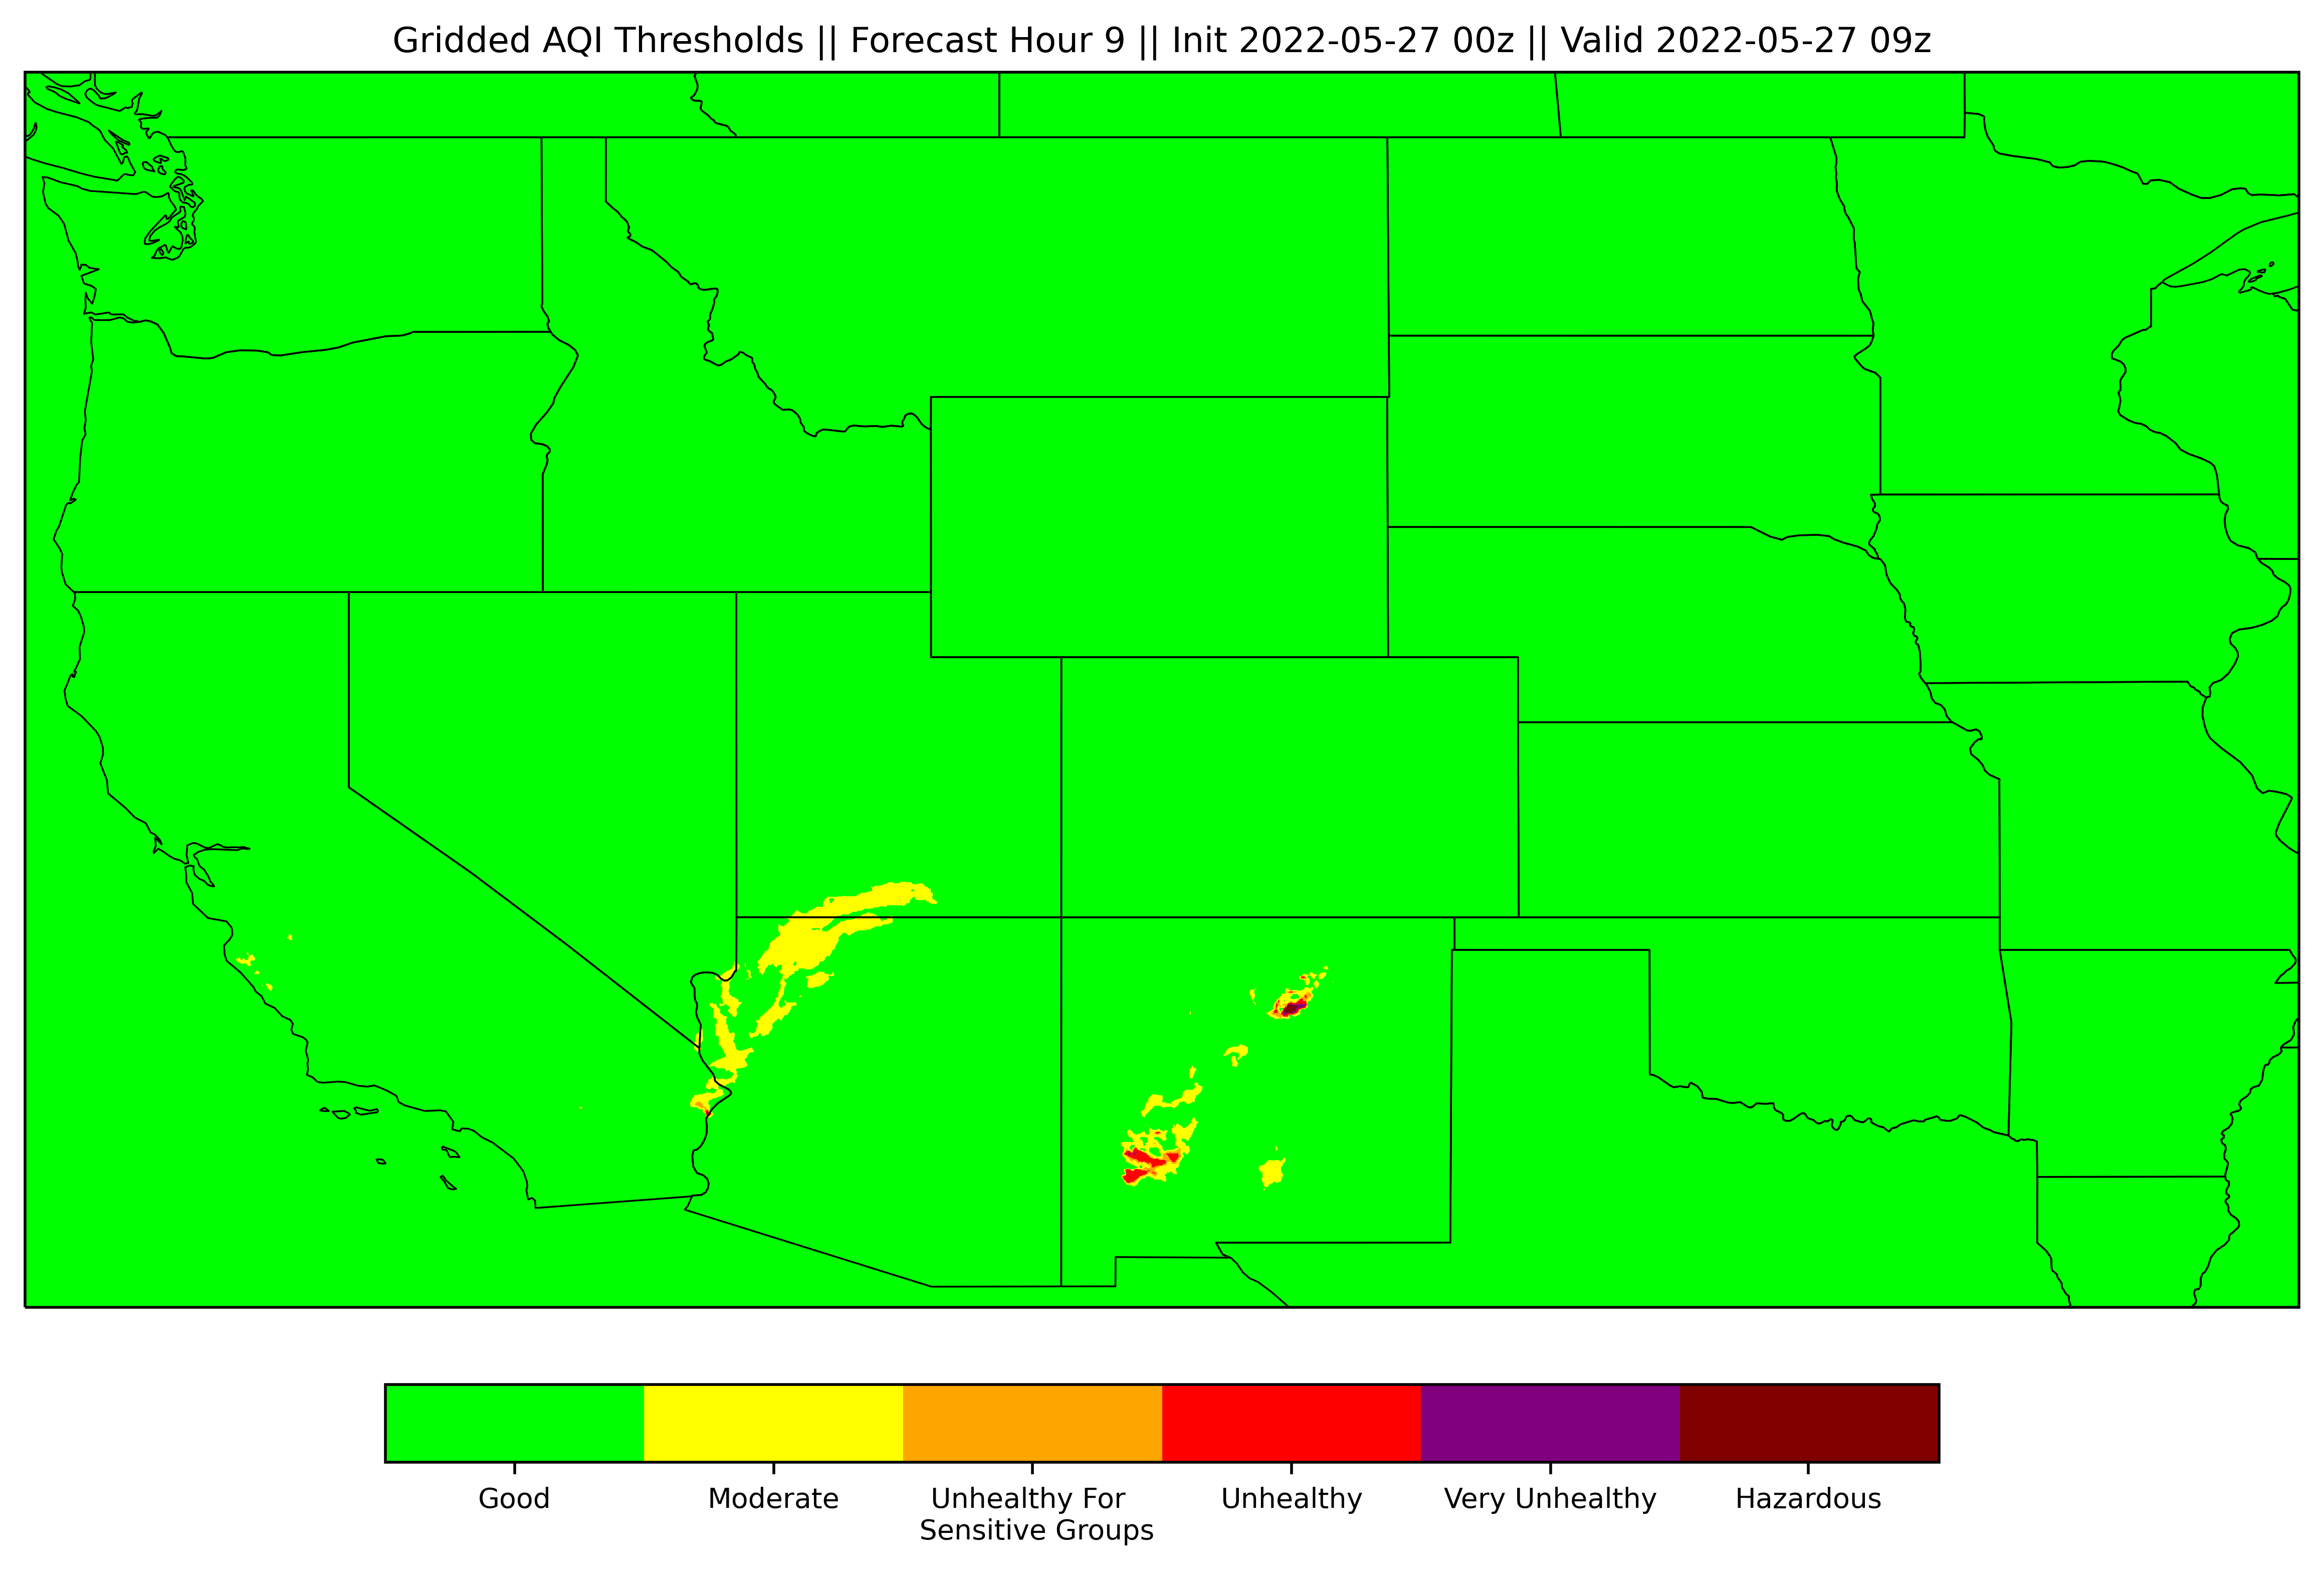 Gridded AQI Thresholds || Forecast Hour 9 || Init 2022-05-27 00z || Valid 2022-05-27 09z
Good
Moderate
Unhealthy For
Sensitive Groups
Unhealthy
Very Unhealthy
Hazardous